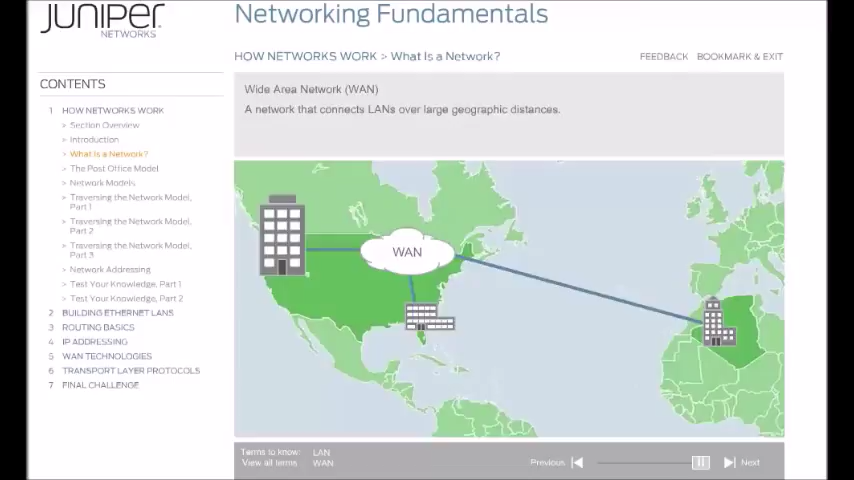 JUNIPER
NETWORKS
Networking Fundamentals
HOW NETWORKS WORK > What Is a Network?
FEEDBACK BOOKMARK & EXIT
CONTENTS
1 HOW NETWORKS WORK
> Section Overview
> Introduction
> What Is a Network?
> The Post Office Model
> Network Models
> Traversing the Network Model,
Part 1
> Traversing the Network Model,
Part 2
> Traversing the Network Model,
Part 3
> Network Addressing
> Test Your Knowledge, Part 1
> Test Your Knowledge, Part 2
2 BUILDING ETHERNET LANS
3 ROUTING BASICS
4 IP ADDRESSING
5 WAN TECHNOLOGIES
6 TRANSPORT LAYER PROTOCOLS
7 FINAL CHALLENGE
Wide Area Network (WAN)
A network that connects LANs over large geographic distances.
WAN
Terms to know: LAN
View all terms WAN
Previous Next